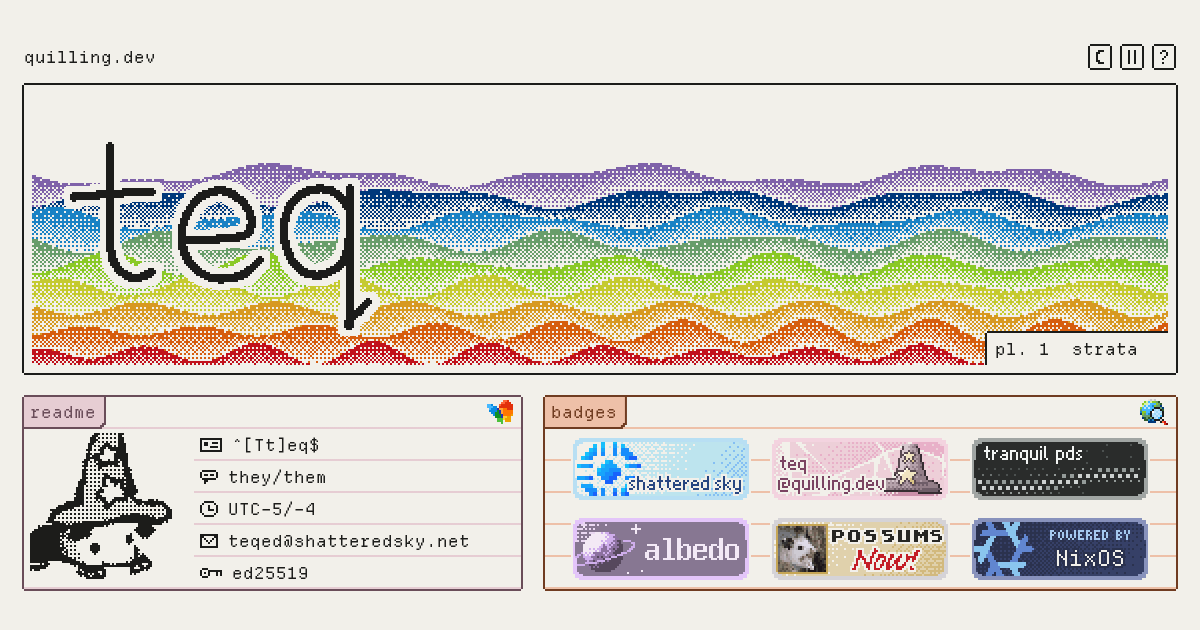 quilling.dev
C || ?
teq
pl. 1 strata
readme
^[Tt]eq$
they/them
UTC-5/-4
teqed@shatteredsky.net
ed25519
badges
shattered sky
teq
@quilling.dev
tranquil pds
albedo
POSSUMS
Now!
POWERED BY
NixOS